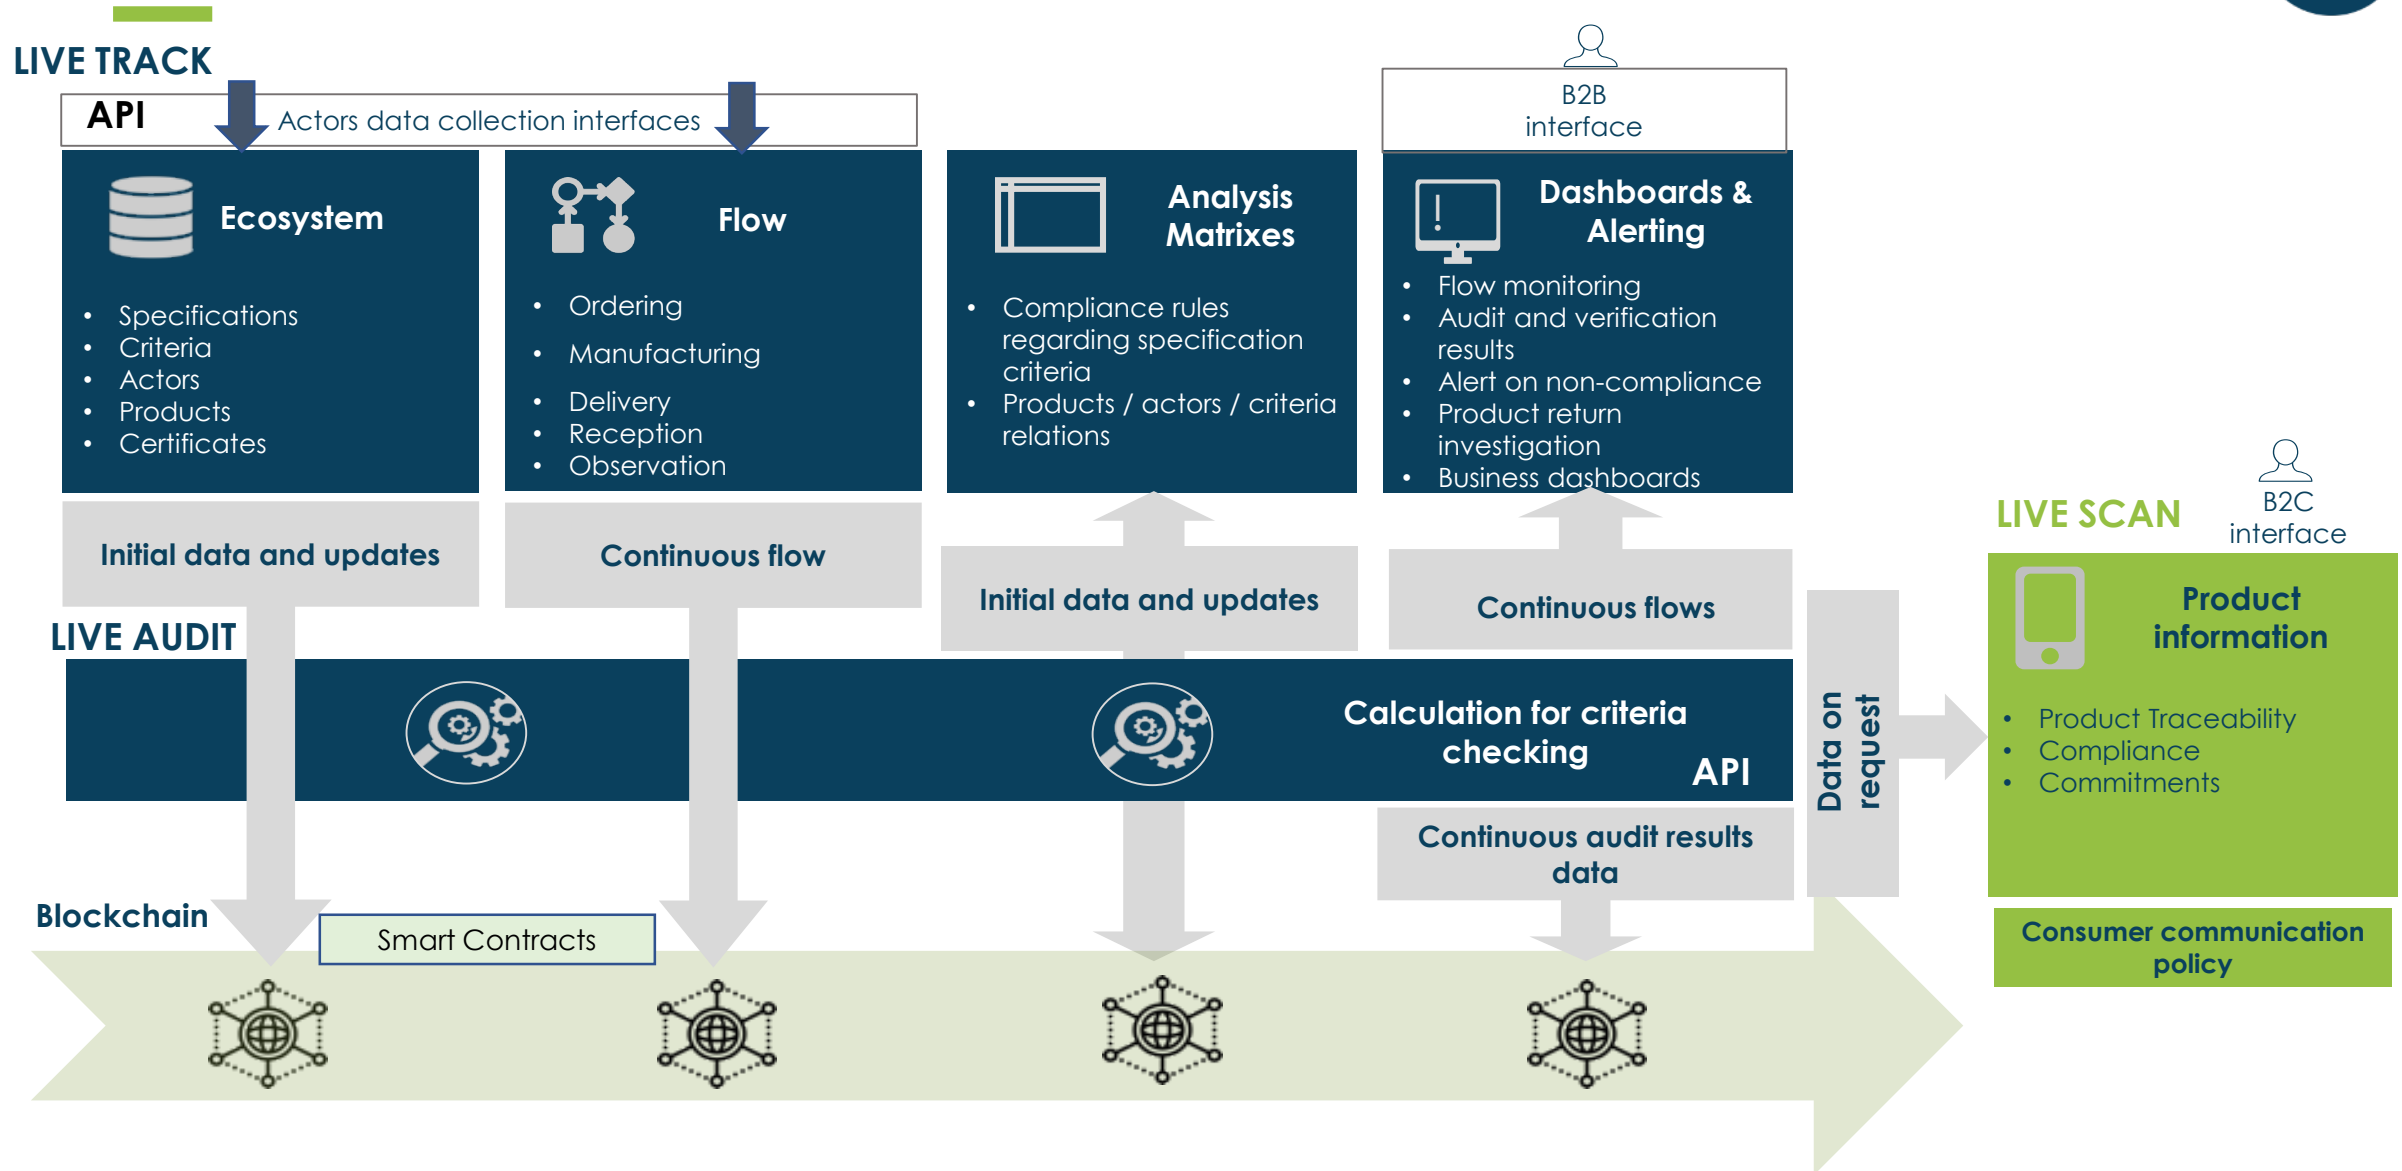 LIVE TRACK
API
Actors data collection interfaces
B2B
interface
Ecosystem
• Specifications
• Criteria
• Actors
• Products
• Certificates
Flow
• Ordering
• Manufacturing
• Delivery
• Reception
• Observation
Analysis
Matrixes
• Compliance rules
regarding specification
criteria
• Products / actors / criteria
relations
Dashboards &
Alerting
• Flow monitoring
• Audit and verification
results
• Alert on non-compliance
• Product return
investigation
• Business dashboards
Initial data and updates
Continuous flow
Initial data and updates
Continuous flows
LIVE AUDIT
Calculation for criteria
checking
API
Continuous audit results
data
Data on
request
LIVE SCAN
B2C
interface
Product
information
• Product Traceability
• Compliance
• Commitments
Consumer communication
policy
Blockchain
Smart Contracts